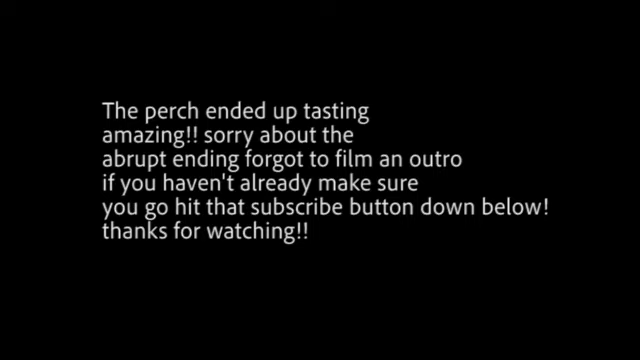 The perch ended up tasting
amazing!! sorry about the
abrupt ending forgot to film an outro
if you haven't already make sure
you go hit that subscribe button down below!
thanks for watching!!